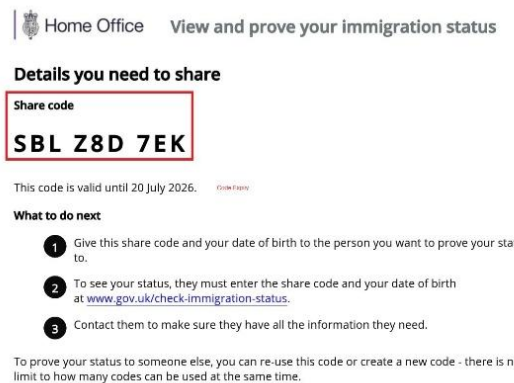 Home Office View and prove your immigration status
Details you need to share
Share code
SBL Z8D 7EK
This code is valid until 20 July 2026. Code Expiry
What to do next
1 Give this share code and your date of birth to the person you want to prove your sta
to.
2 To see your status, they must enter the share code and your date of birth
at www.gov.uk/check-immigration-status.
3 Contact them to make sure they have all the information they need.
To prove your status to someone else, you can re-use this code or create a new code - there is n
limit to how many codes can be used at the same time.